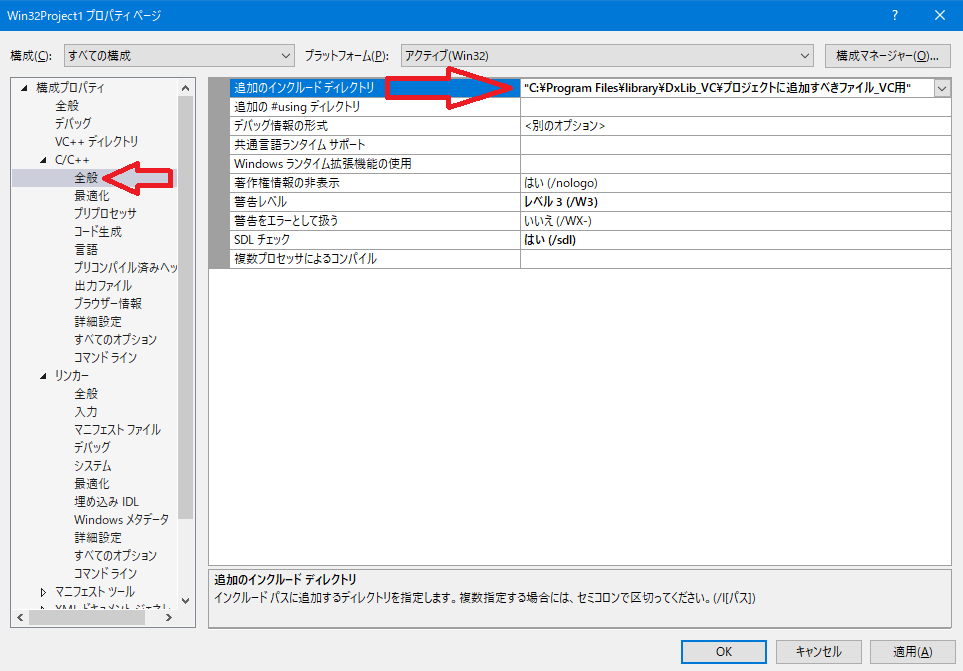 Win32Project1 プロパティ ページ
? ×
構成(C): すべての構成 プラットフォーム(P): アクティブ(Win32) 構成マネージャー(O)...
構成プロパティ
全般
デバッグ
VC++ ディレクトリ
C/C++
全般
最適化
プリプロセッサ
コード生成
言語
プリコンパイル済みヘッ
出力ファイル
ブラウザー情報
詳細設定
すべてのオプション
コマンド ライン
リンカー
全般
入力
マニフェスト ファイル
デバッグ
システム
最適化
埋め込み IDL
Windows メタデータ
詳細設定
すべてのオプション
コマンド ライン
マニフェスト ツール
XML ドキュメント ジェネレ
追加のインクルード ディレクトリ "C:¥Program Files¥library¥DxLib_VC¥プロジェクトに追加すべきファイル_VC用"
追加の #using ディレクトリ
デバッグ情報の形式 <別のオプション>
共通言語ランタイム サポート
Windows ランタイム拡張機能の使用
著作権情報の非表示 はい (/nologo)
警告レベル レベル 3 (/W3)
警告をエラーとして扱う いいえ (/WX-)
SDL チェック はい (/sdl)
複数プロセッサによるコンパイル
追加のインクルード ディレクトリ
インクルード パスに追加するディレクトリを指定します。複数指定する場合には、セミコロンで区切ってください。(/I[パス])
OK キャンセル 適用(A)